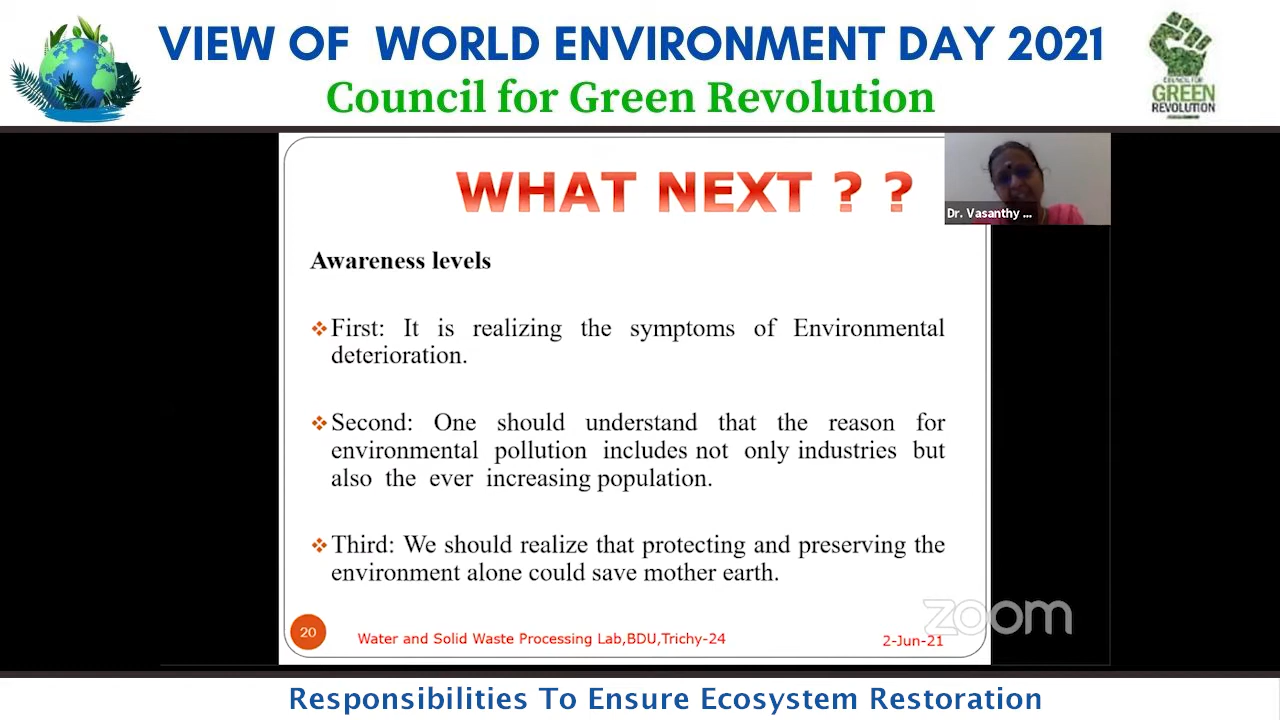 VIEW OF WORLD ENVIRONMENT DAY 2021
Council for Green Revolution
COUNCIL FOR
GREEN
REVOLUTION
WHAT NEXT ? ?
Dr. Vasanthy ...
Awareness levels
First: It is realizing the symptoms of Environmental
deterioration.
Second: One should understand that the reason for
environmental pollution includes not only industries but
also the ever increasing population.
Third: We should realize that protecting and preserving the
environment alone could save mother earth.
zoom
20
Water and Solid Waste Processing Lab,BDU,Trichy-24
2-Jun-21
Responsibilities To Ensure Ecosystem Restoration